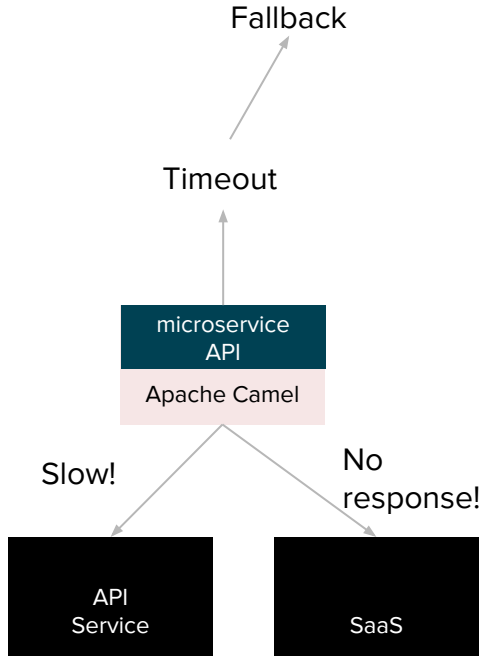 Fallback
Timeout
microservice
API
Apache Camel
Slow!
No
response!
API
Service
SaaS